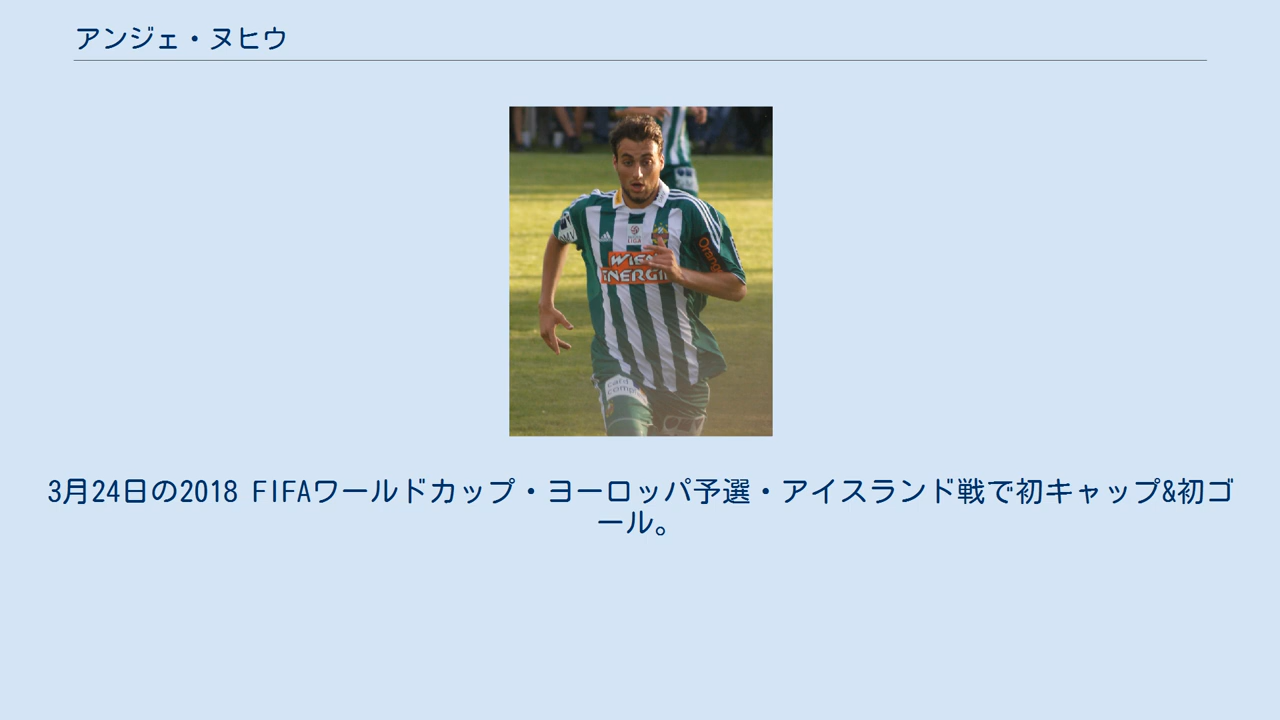 アンジェ・ヌヒウ
WIEN
ENERGIE
3月24日の2018 FIFAワールドカップ・ヨーロッパ予選・アイスランド戦で初キャップ&初ゴ
ール。